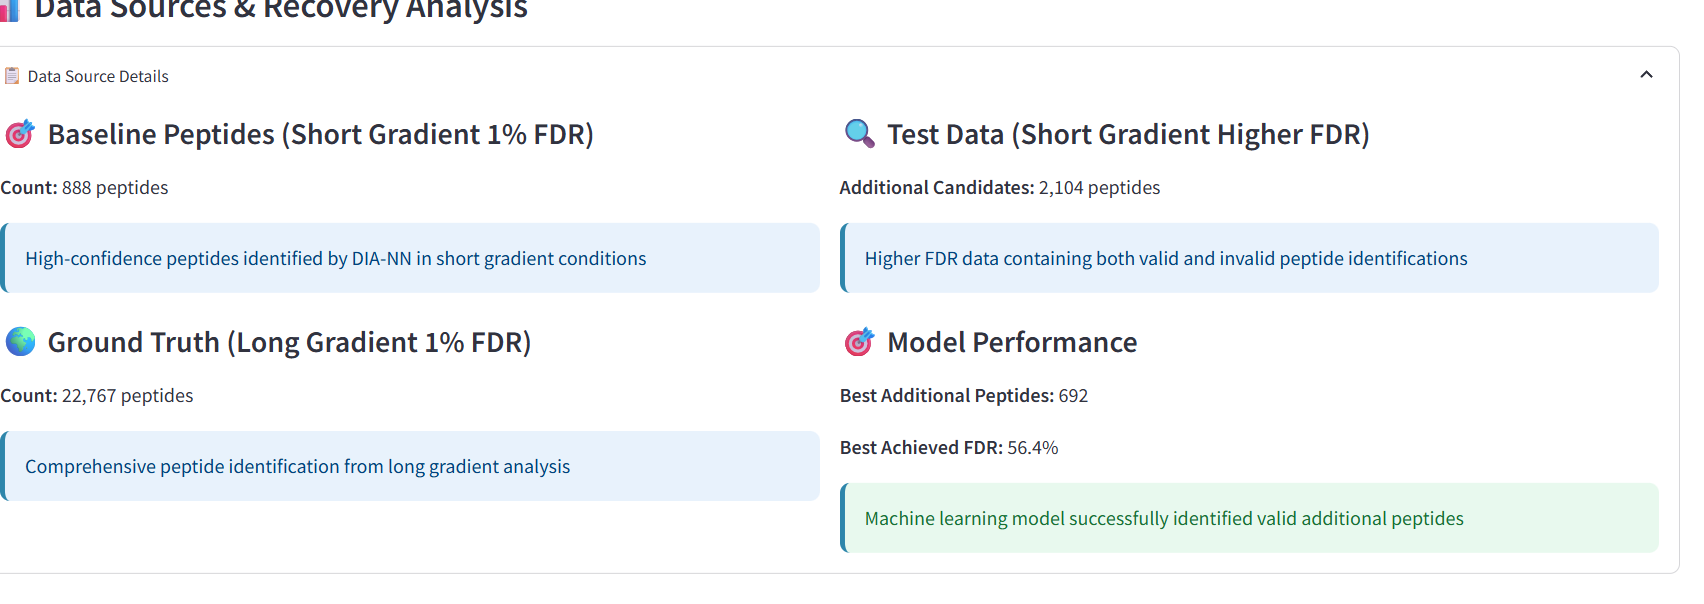 Data Sources & Recovery Analysis
Data Source Details
Baseline Peptides (Short Gradient 1% FDR)
Count: 888 peptides
High-confidence peptides identified by DIA-NN in short gradient conditions
Ground Truth (Long Gradient 1% FDR)
Count: 22,767 peptides
Comprehensive peptide identification from long gradient analysis
Test Data (Short Gradient Higher FDR)
Additional Candidates: 2,104 peptides
Higher FDR data containing both valid and invalid peptide identifications
Model Performance
Best Additional Peptides: 692
Best Achieved FDR: 56.4%
Machine learning model successfully identified valid additional peptides